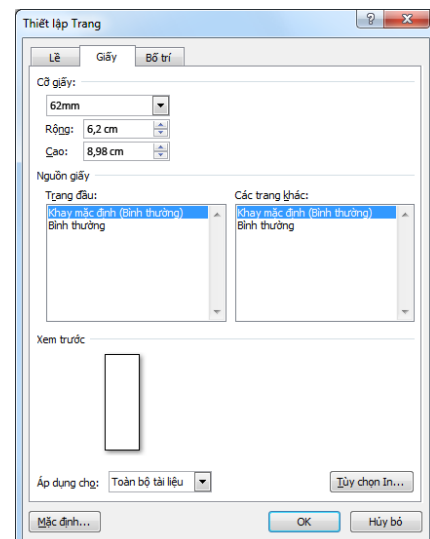 Thiết lập Trang
Lề Giấy Bố trí
Cỡ giấy:
62mm
Rộng: 6,2 cm
Cao: 8,98 cm
Nguồn giấy
Trang đầu: Các trang khác:
Khay mặc định (Bình thường) Khay mặc định (Bình thường)
Bình thường Bình thường
Xem trước
Áp dụng cho: Toàn bộ tài liệu Tùy chọn In...
Mặc định... OK Hủy bỏ